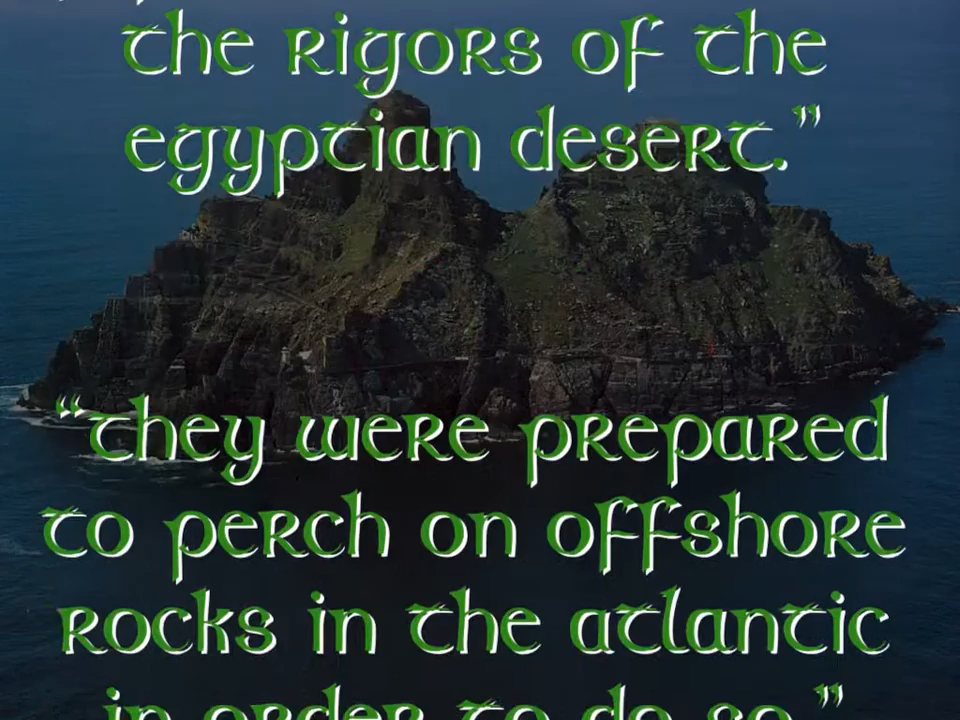 the rigors of the
egyptian desert.”
“they were prepared
to perch on offshore
rocks in the atlantic
in order to do so.”